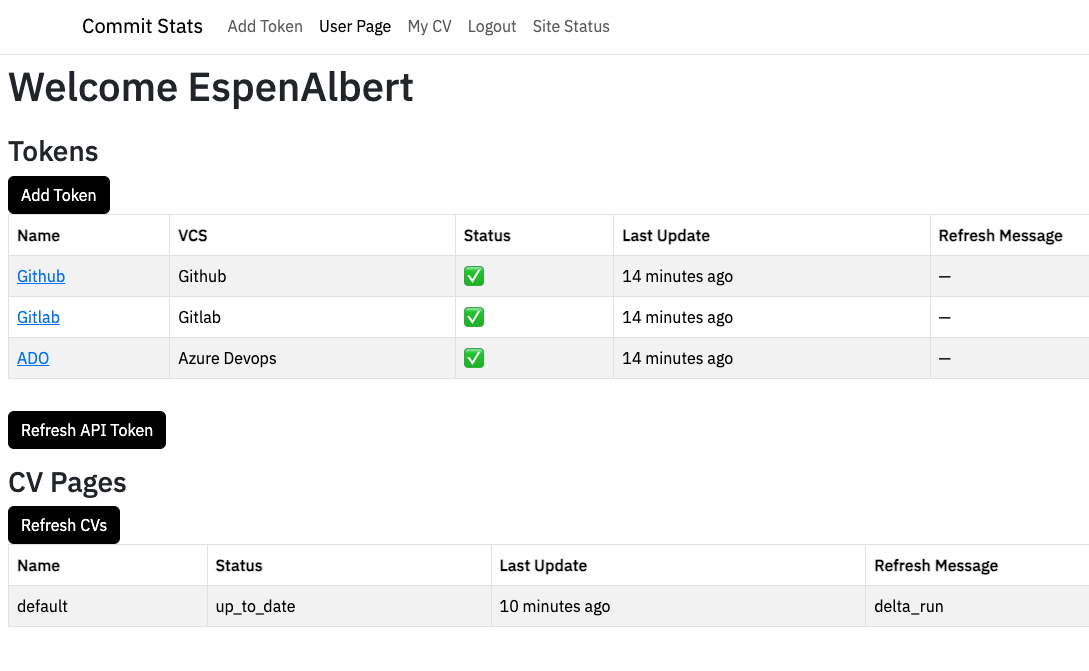 Commit Stats Add Token User Page My CV Logout Site Status
Welcome EspenAlbert
Tokens
Add Token
Name VCS Status Last Update Refresh Message
Github Github ✅ 14 minutes ago —
Gitlab Gitlab ✅ 14 minutes ago —
ADO Azure Devops ✅ 14 minutes ago —
Refresh API Token
CV Pages
Refresh CVs
Name Status Last Update Refresh Message
default up_to_date 10 minutes ago delta_run